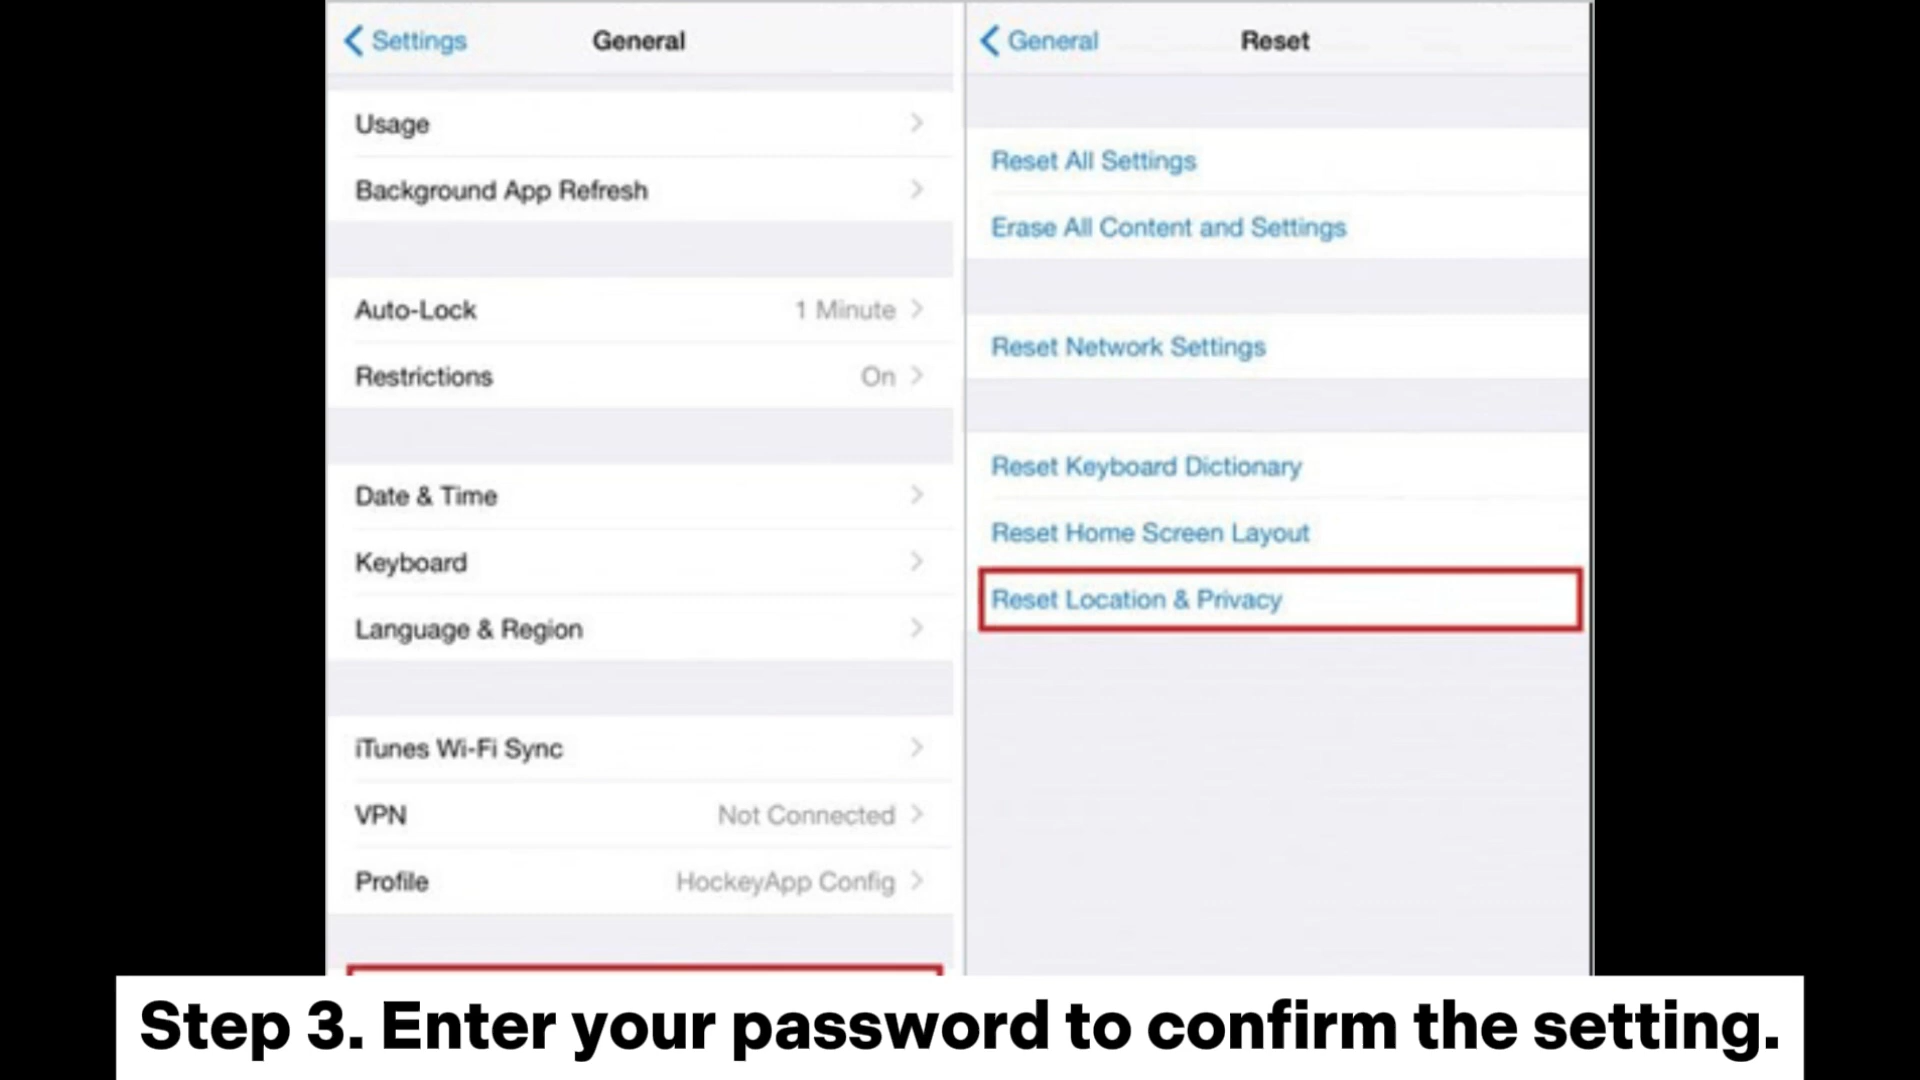 Settings
General
Usage
Background App Refresh
Auto-Lock 1 Minute
Restrictions On
Date & Time
Keyboard
Language & Region
iTunes Wi-Fi Sync
VPN Not Connected
Profile HockeyApp Config
General
Reset
Reset All Settings
Erase All Content and Settings
Reset Network Settings
Reset Keyboard Dictionary
Reset Home Screen Layout
Reset Location & Privacy
Step 3. Enter your password to confirm the setting.